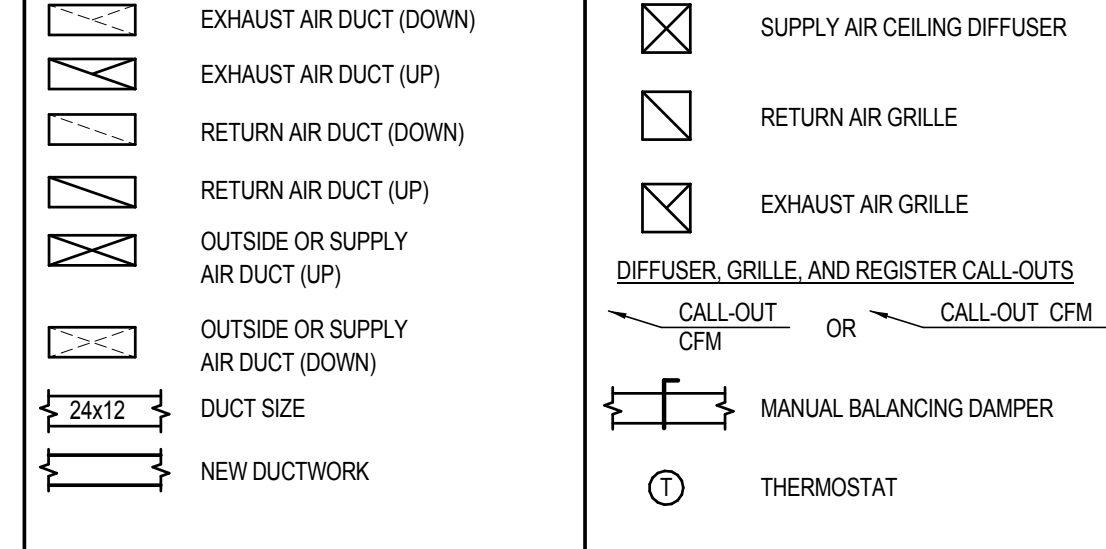 EXHAUST AIR DUCT (DOWN)
EXHAUST AIR DUCT (UP)
RETURN AIR DUCT (DOWN)
RETURN AIR DUCT (UP)
OUTSIDE OR SUPPLY
AIR DUCT (UP)
OUTSIDE OR SUPPLY
AIR DUCT (DOWN)
24x12 DUCT SIZE
NEW DUCTWORK
SUPPLY AIR CEILING DIFFUSER
RETURN AIR GRILLE
EXHAUST AIR GRILLE
DIFFUSER, GRILLE, AND REGISTER CALL-OUTS
CALL-OUT
CFM
OR
CALL-OUT CFM
MANUAL BALANCING DAMPER
T THERMOSTAT